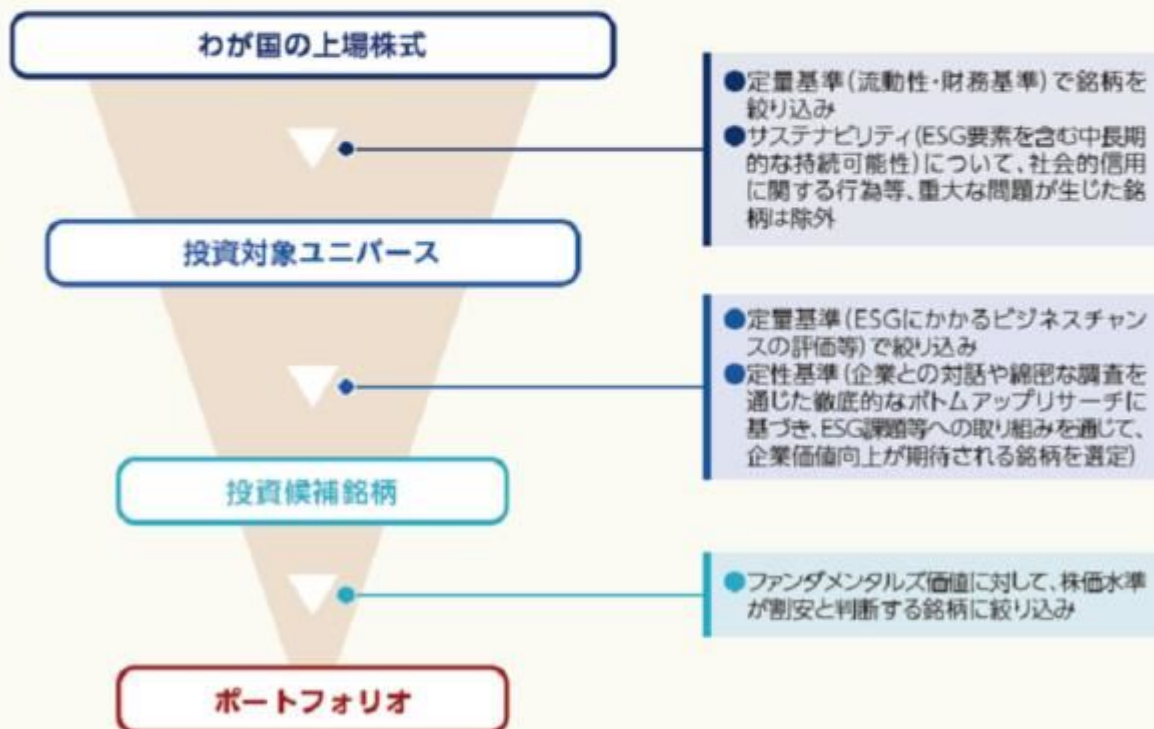 わが国の上場株式
●定量基準(流動性・財務基準)で銘柄を
絞り込み
●サステナビリティ(ESG要素を含む中長期
的な持続可能性)について、社会的信用
に関する行為等、重大な問題が生じた銘
柄は除外
投資対象ユニバース
●定量基準(ESGにかかるビジネスチャン
スの評価等)で絞り込み
●定性基準(企業との対話や綿密な調査を
通じた徹底的なボトムアップリサーチに
基づき、ESG課題等への取り組みを通じて、
企業価値向上が期待される銘柄を選定)
投資候補銘柄
●ファンダメンタルズ価値に対して、株価水準
が割安と判断する銘柄に絞り込み
ポートフォリオ